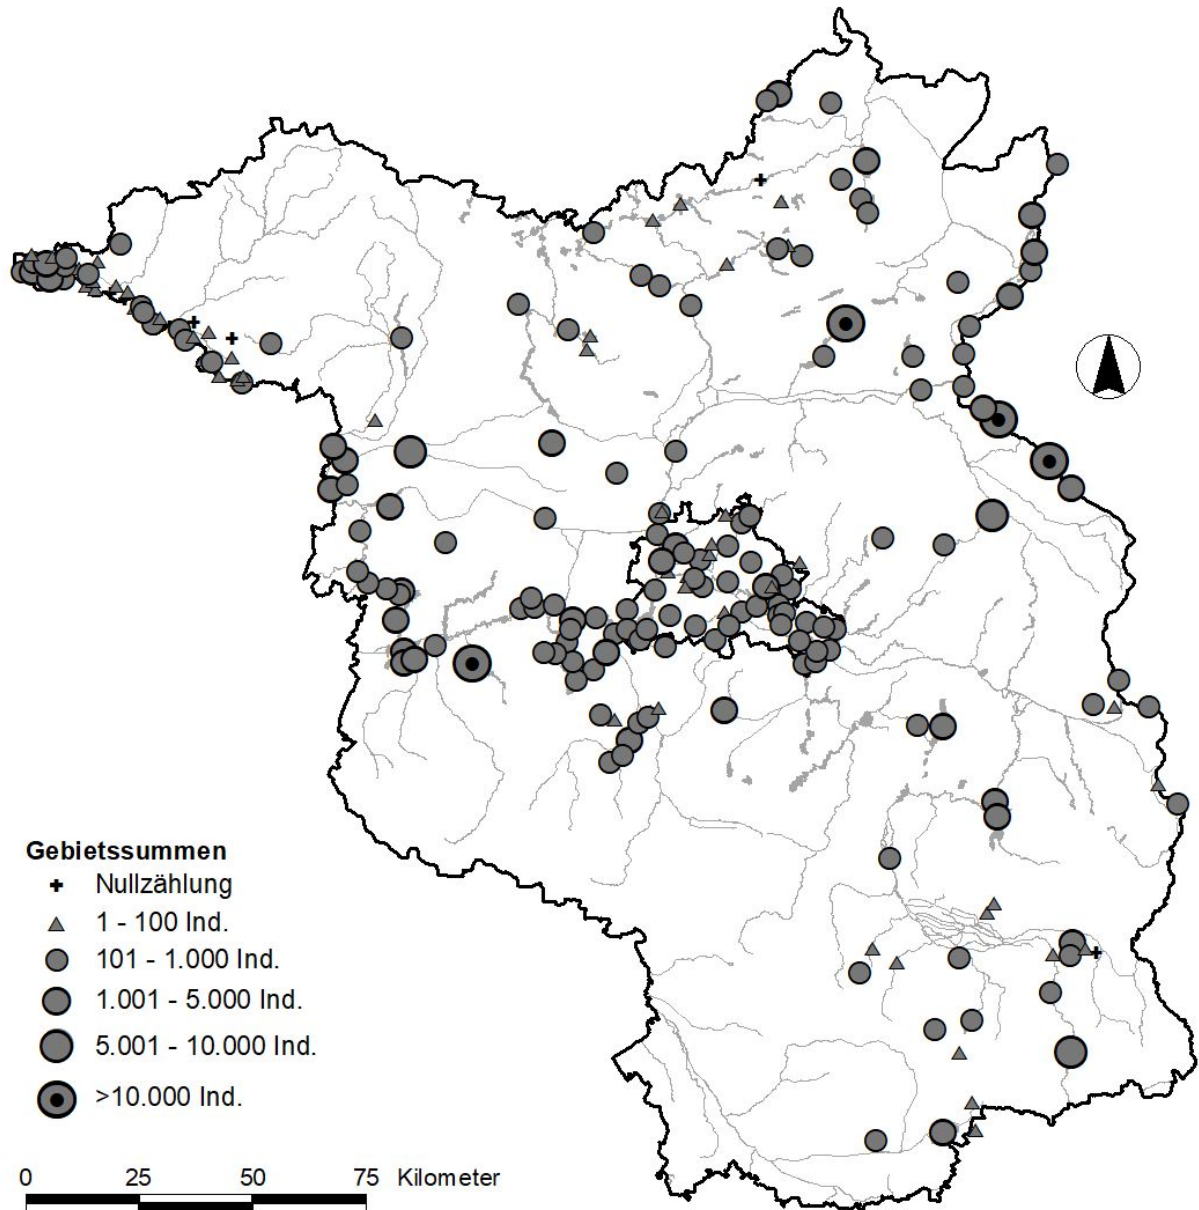 Gebietssummen
Nullzählung
1 - 100 Ind.
101 - 1.000 Ind.
1.001 - 5.000 Ind.
5.001 - 10.000 Ind.
>10.000 Ind.
0 25 50 75 Kilometer